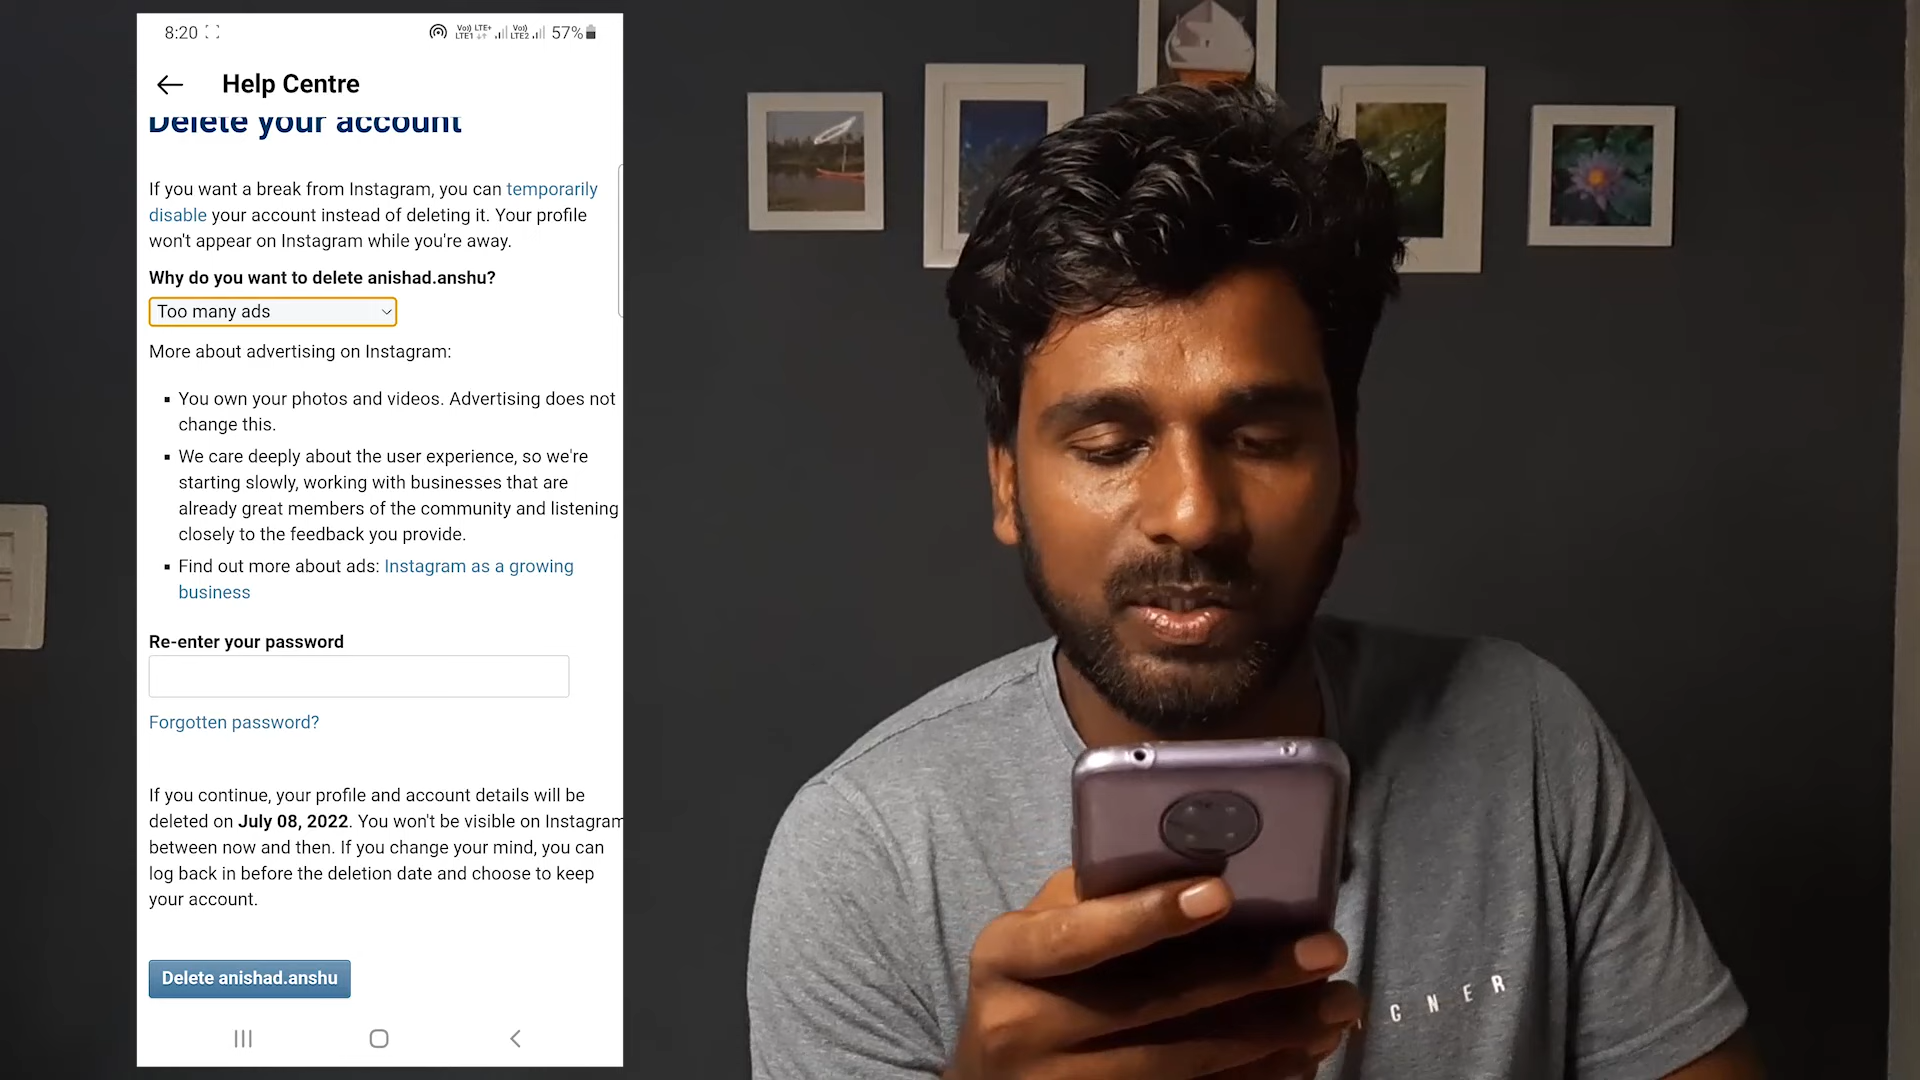 8:20
Vo)) LTE+
LTE1
Vo))
LTE2
57%
Help Centre
Delete your account
If you want a break from Instagram, you can temporarily
disable your account instead of deleting it. Your profile
won't appear on Instagram while you're away.
Why do you want to delete anishad.anshu?
Too many ads
More about advertising on Instagram:
You own your photos and videos. Advertising does not
change this.
We care deeply about the user experience, so we're
starting slowly, working with businesses that are
already great members of the community and listening
closely to the feedback you provide.
Find out more about ads: Instagram as a growing
business
Re-enter your password
Forgotten password?
If you continue, your profile and account details will be
deleted on July 08, 2022. You won't be visible on Instagram
between now and then. If you change your mind, you can
log back in before the deletion date and choose to keep
your account.
Delete anishad.anshu
IGNER